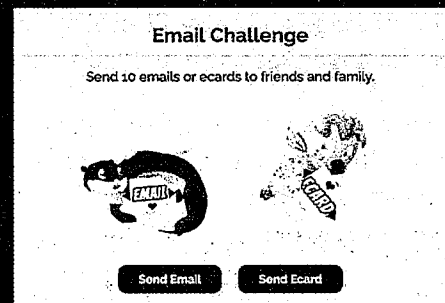 Email Challenge
Send 10 emails or ecards to friends and family.
EMAIL
ECARD
Send Email
Send Ecard